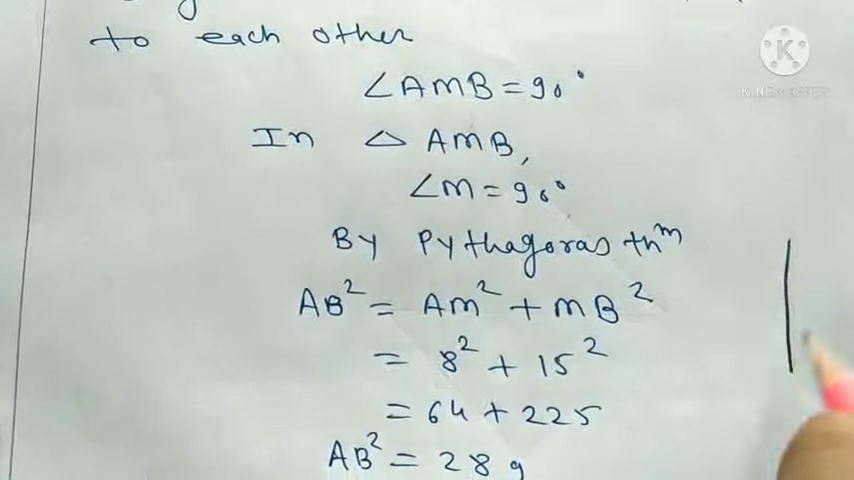 to each other
K
∠AMB = 90°
In △ AMB,
∠M = 90°
By Pythagoras thm
AB² = AM² + MB²
= 8² + 15²
= 64 + 225
AB² = 289